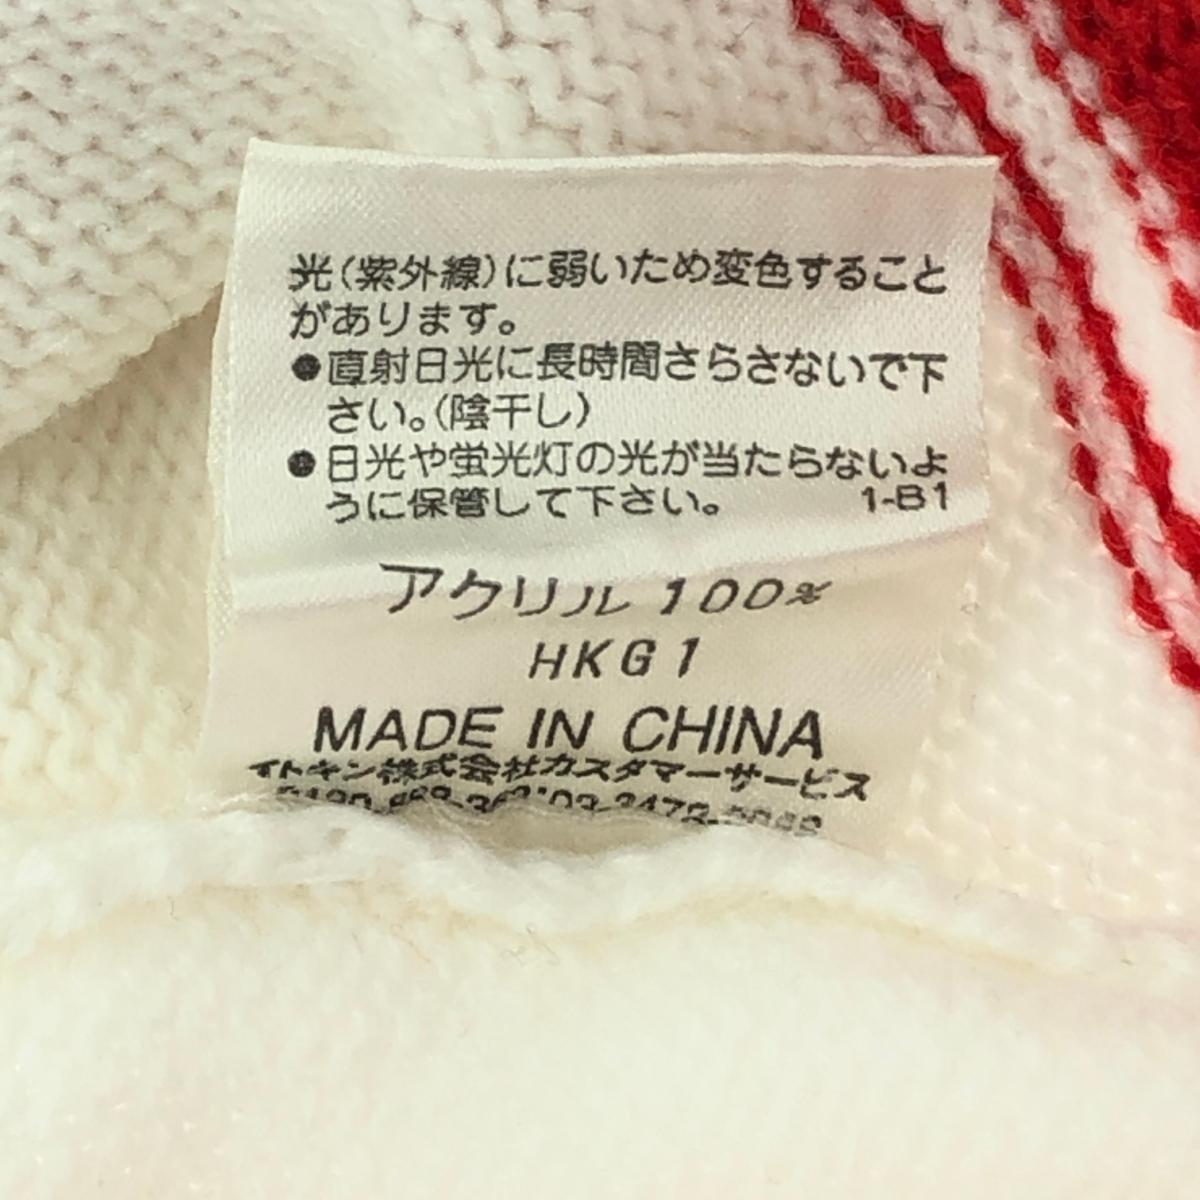 光(紫外線)に弱いため変色すること
があります。
●直射日光に長時間さらさないで下
さい。(陰干し)
●日光や蛍光灯の光が当たらないよ
うに保管して下さい。 1-B1
アクリル 100%
HKG1
MADE IN CHINA
イトキン株式会社カスタマーサービス